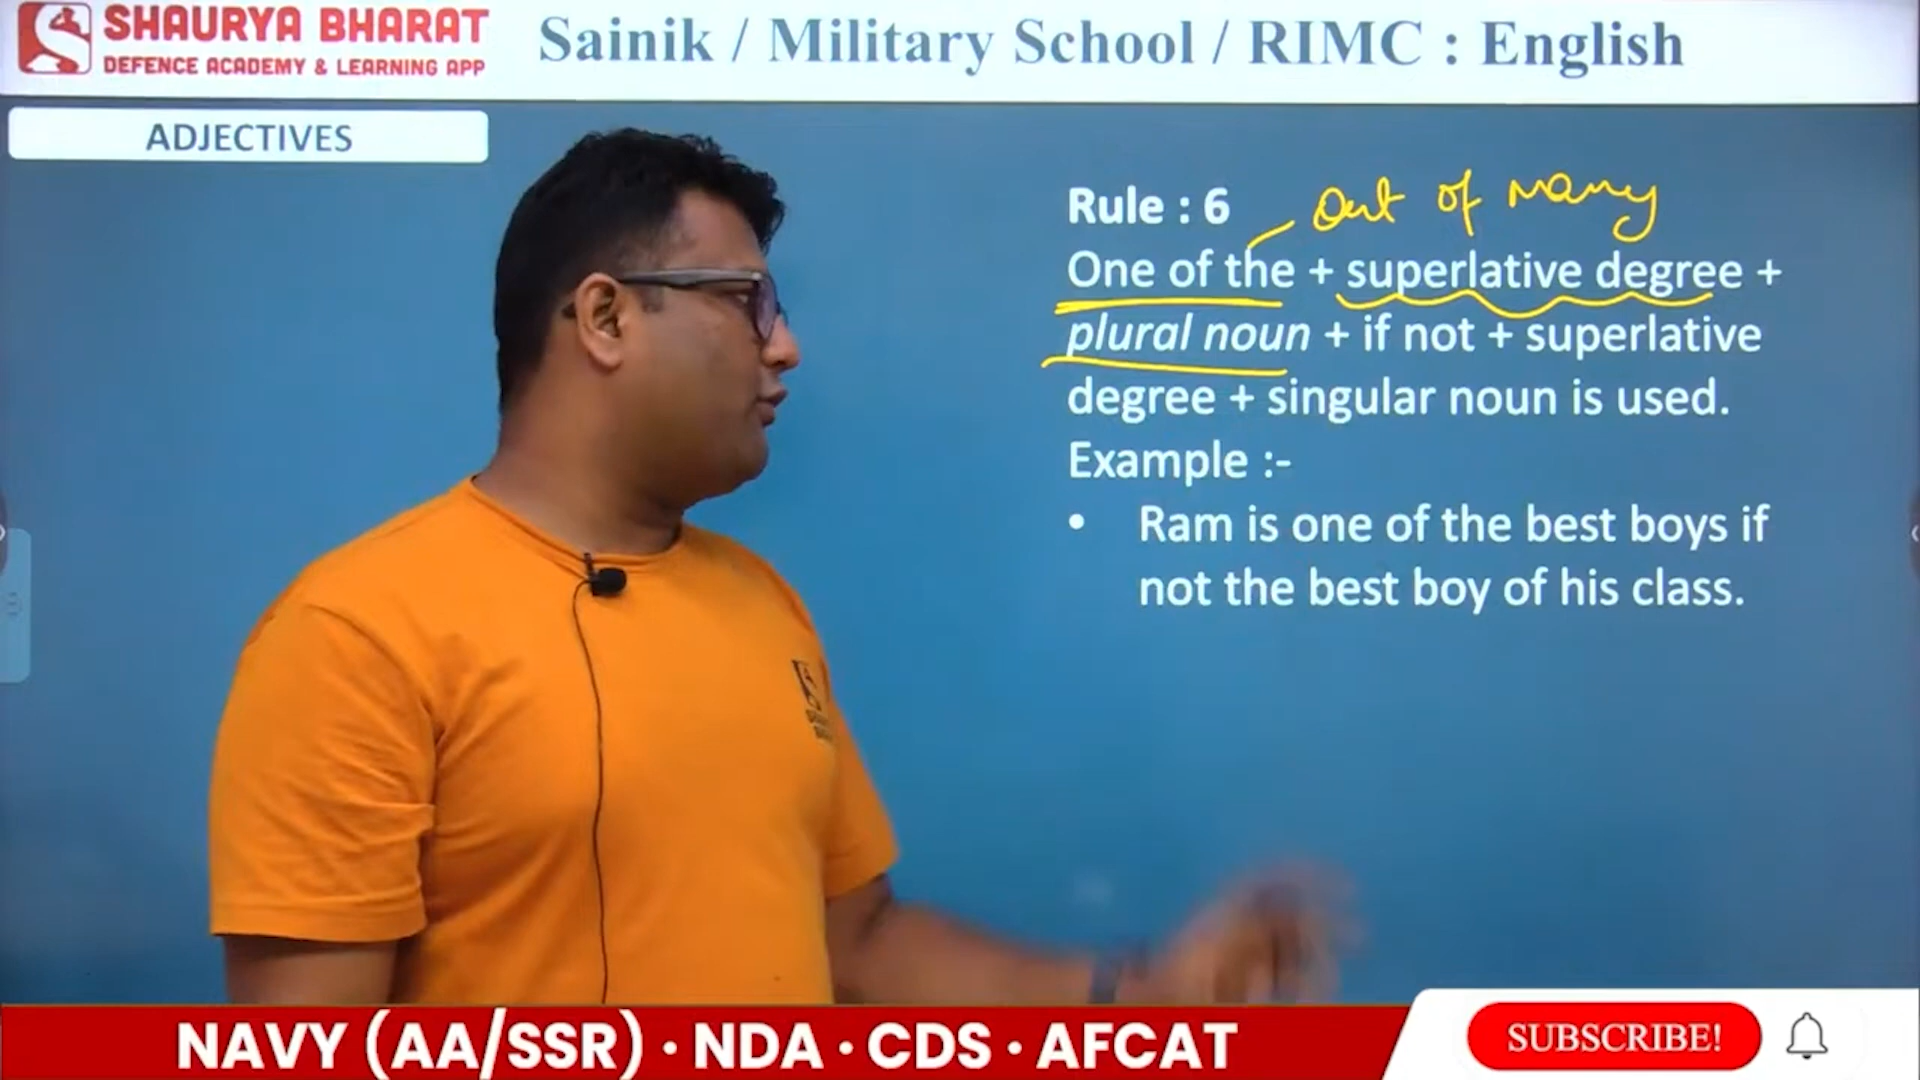 SHAURYA BHARAT
DEFENCE ACADEMY & LEARNING APP
Sainik / Military School / RIMC : English
ADJECTIVES
Rule : 6
out of many
One of the + superlative degree +
plural noun + if not + superlative
degree + singular noun is used.
Example :-
• Ram is one of the best boys if
not the best boy of his class.
NAVY (AA/SSR) • NDA • CDS • AFCAT
SUBSCRIBE!